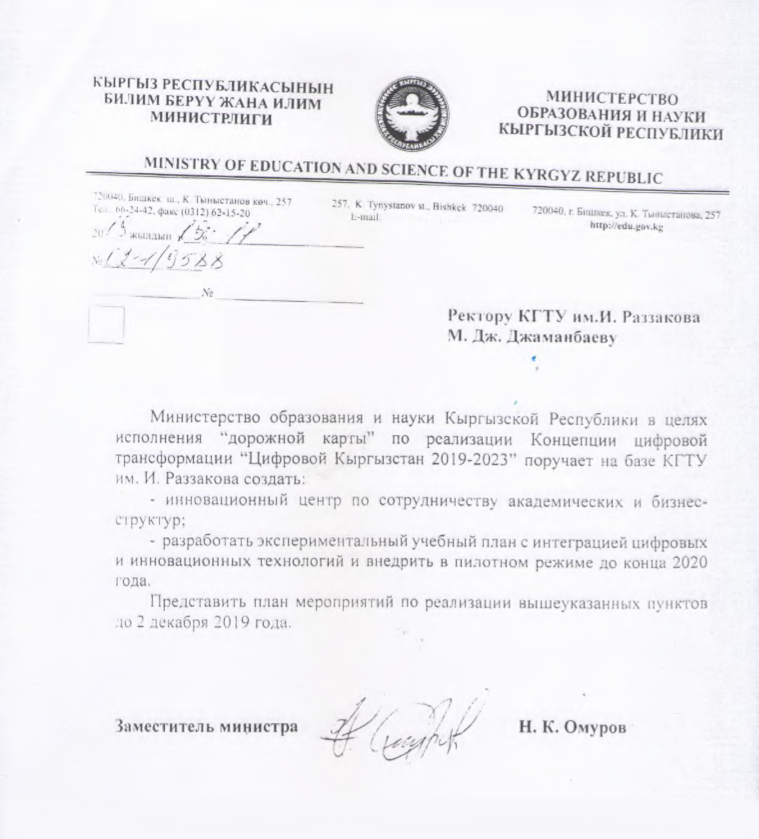 КЫРГЫЗ РЕСПУБЛИКАСЫНЫН
БИЛИМ БЕРҮҮ ЖАНА ИЛИМ
МИНИСТРЛИГИ
МИНИСТЕРСТВО
ОБРАЗОВАНИЯ И НАУКИ
КЫРГЫЗСКОЙ РЕСПУБЛИКИ
MINISTRY OF EDUCATION AND SCIENCE OF THE KYRGYZ REPUBLIC
720040, Бишкек ш., К. Тыныстанов көч., 257
Тел.: 66-24-42, факс (0312) 62-15-20
257, K. Tynystanov st., Bishkek 720040
E-mail:
720040, г. Бишкек, ул. К. Тыныстанова, 257
http://edu.gov.kg
20 жылдын
№
№
Ректору КГТУ им.И. Раззакова
М. Дж. Джаманбаеву
Министерство образования и науки Кыргызской Республики в целях
исполнения “дорожной карты” по реализации Концепции цифровой
трансформации “Цифровой Кыргызстан 2019-2023” поручает на базе КГТУ
им. И. Раззакова создать:
- инновационный центр по сотрудничеству академических и бизнес-
структур;
- разработать экспериментальный учебный план с интеграцией цифровых
и инновационных технологий и внедрить в пилотном режиме до конца 2020
года.
Представить план мероприятий по реализации вышеуказанных пунктов
до 2 декабря 2019 года.
Заместитель министра
Н. К. Омуров